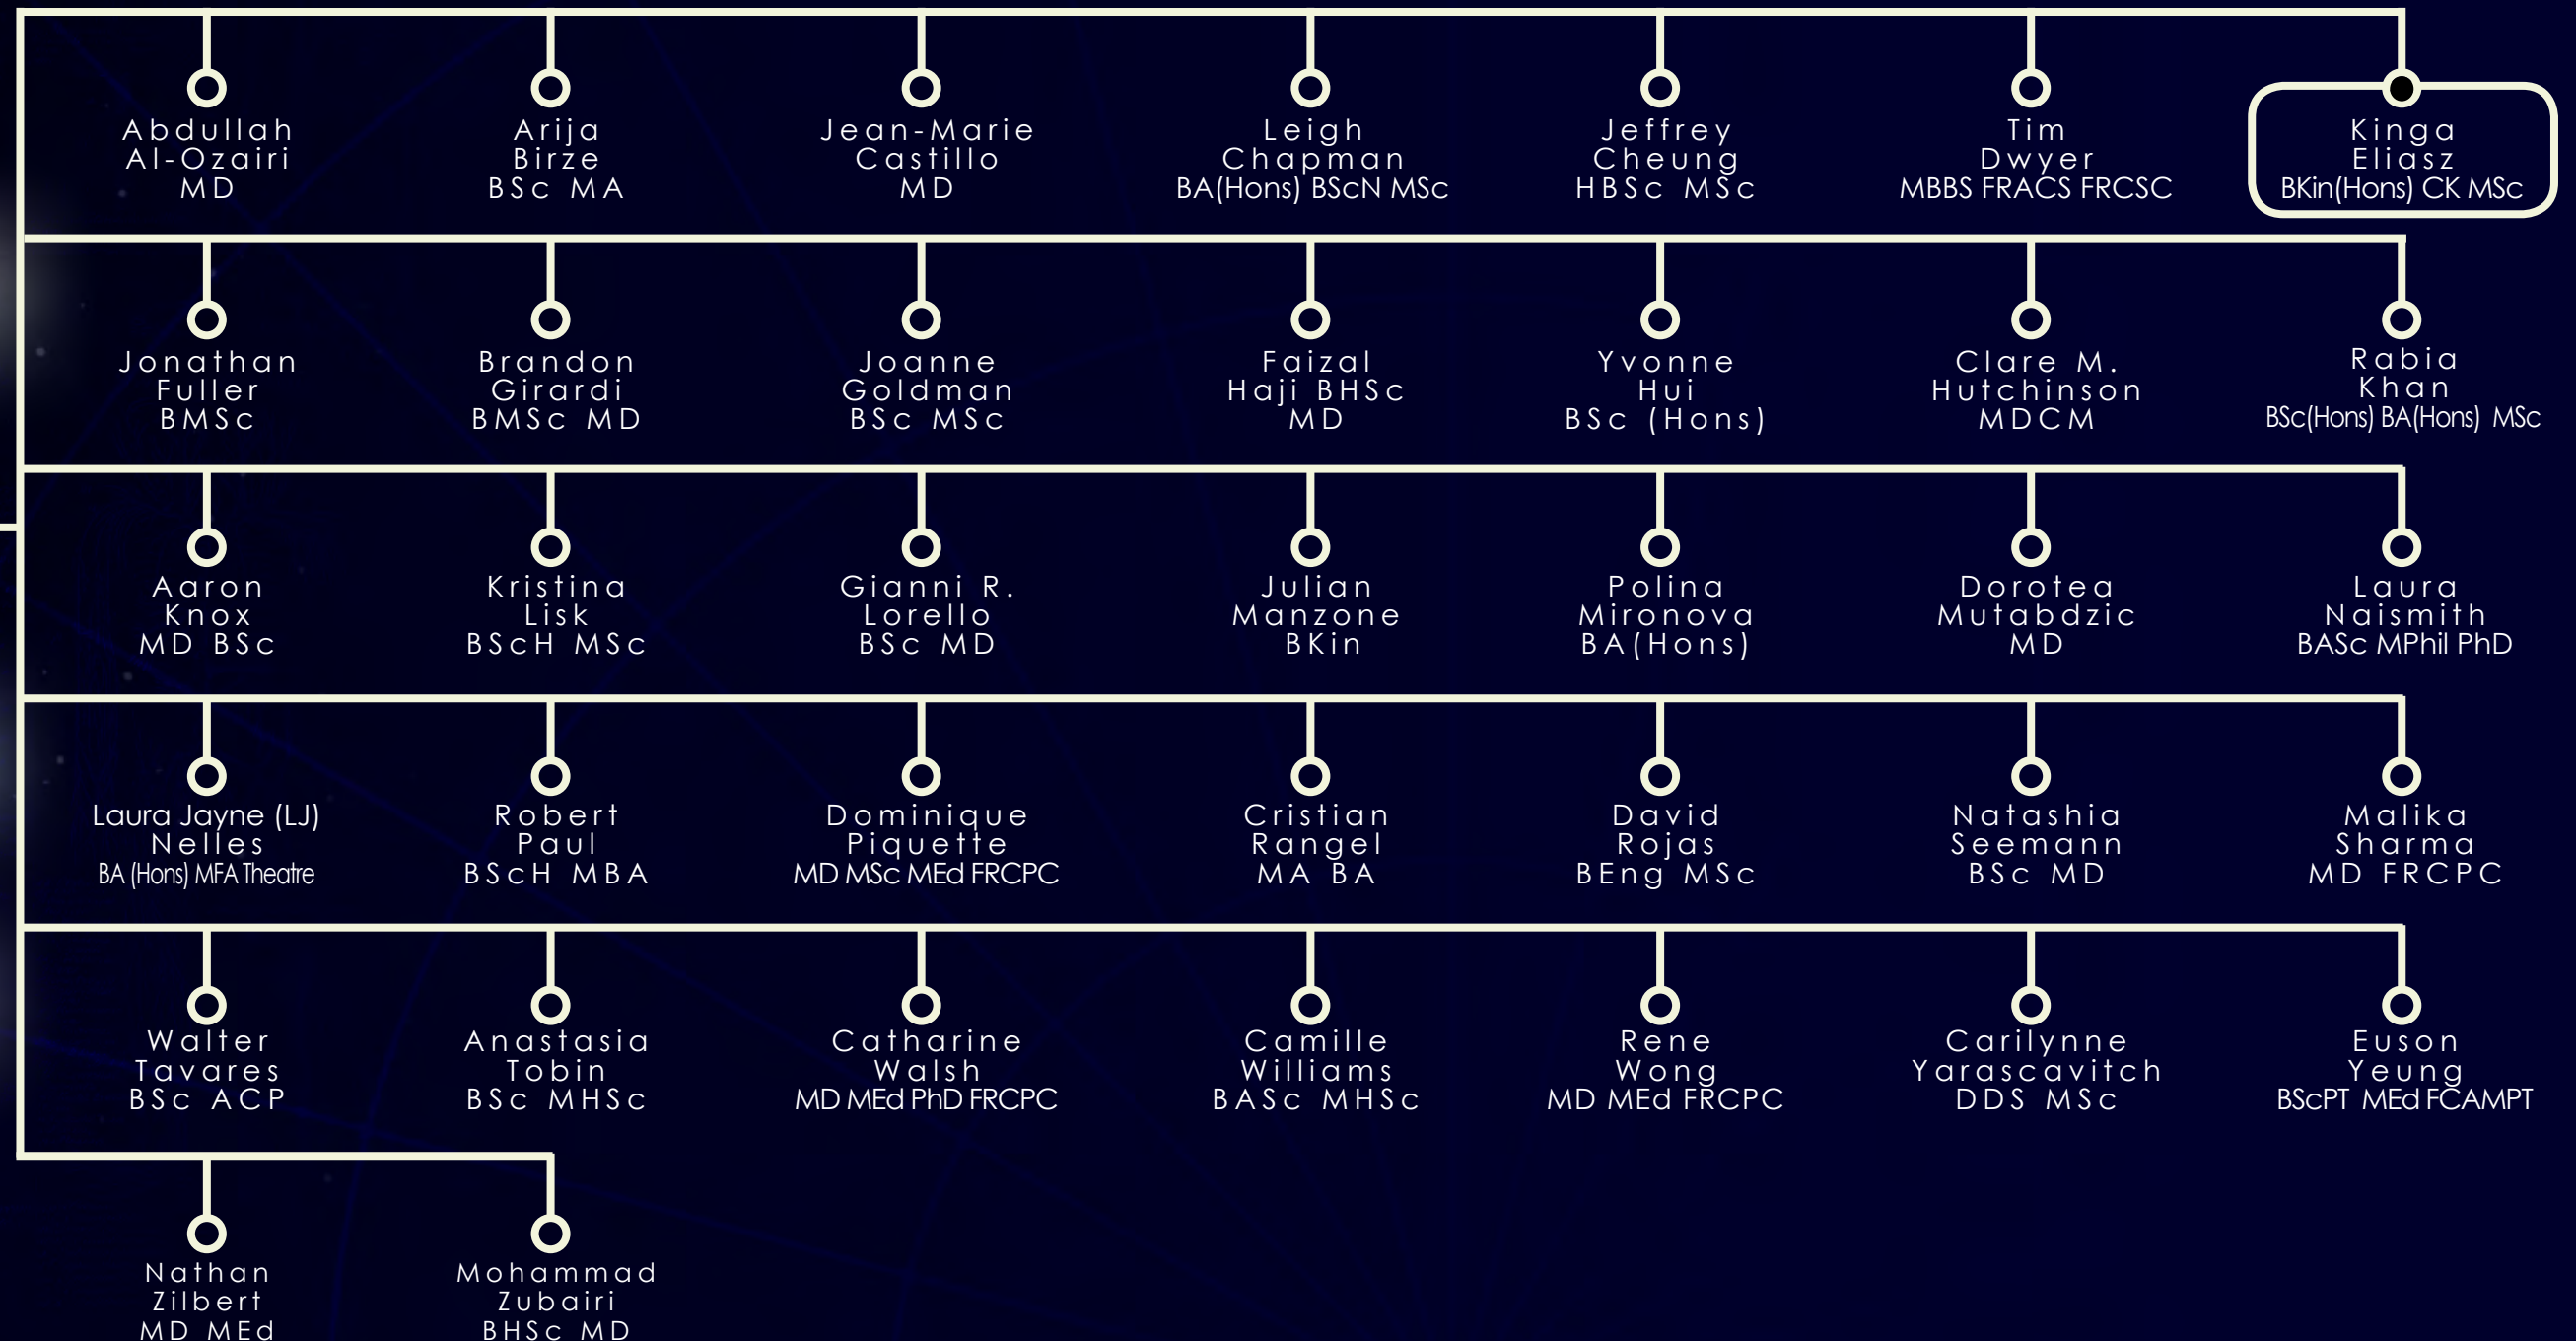 Abdullah
Al-Ozairi
MD
Arija
Birze
BSc MA
Jean-Marie
Castillo
MD
Leigh
Chapman
BA(Hons) BScN MSc
Jeffrey
Cheung
HBSc MSc
Tim
Dwyer
MBBS FRACS FRCSC
Kinga
Eliasz
BKin(Hons) CK MSc
Jonathan
Fuller
BMSc
Brandon
Girardi
BMSc MD
Joanne
Goldman
BSc MSc
Faizal
Haji BHSc
MD
Yvonne
Hui
BSc (Hons)
Clare M.
Hutchinson
MDCM
Rabia
Khan
BSc(Hons) BA(Hons) MSc
Aaron
Knox
MD BSc
Kristina
Lisk
BScH MSc
Gianni R.
Lorello
BSc MD
Julian
Manzone
BKin
Polina
Mironova
BA(Hons)
Dorotea
Mutabdzic
MD
Laura
Naismith
BASc MPhil PhD
Laura Jayne (LJ)
Nelles
BA (Hons) MFA Theatre
Robert
Paul
BScH MBA
Dominique
Piquette
MD MSc MEd FRCPC
Cristian
Rangel
MA BA
David
Rojas
BEng MSc
Natashia
Seemann
BSc MD
Malika
Sharma
MD FRCPC
Walter
Tavares
BSc ACP
Anastasia
Tobin
BSc MHSc
Catharine
Walsh
MD MEd PhD FRCPC
Camille
Williams
BASc MHSc
Rene
Wong
MD MEd FRCPC
Carilynne
Yarascavitch
DDS MSc
Euson
Yeung
BScPT MEd FCAMPT
Nathan
Zilbert
MD MEd
Mohammad
Zubairi
BHSc MD